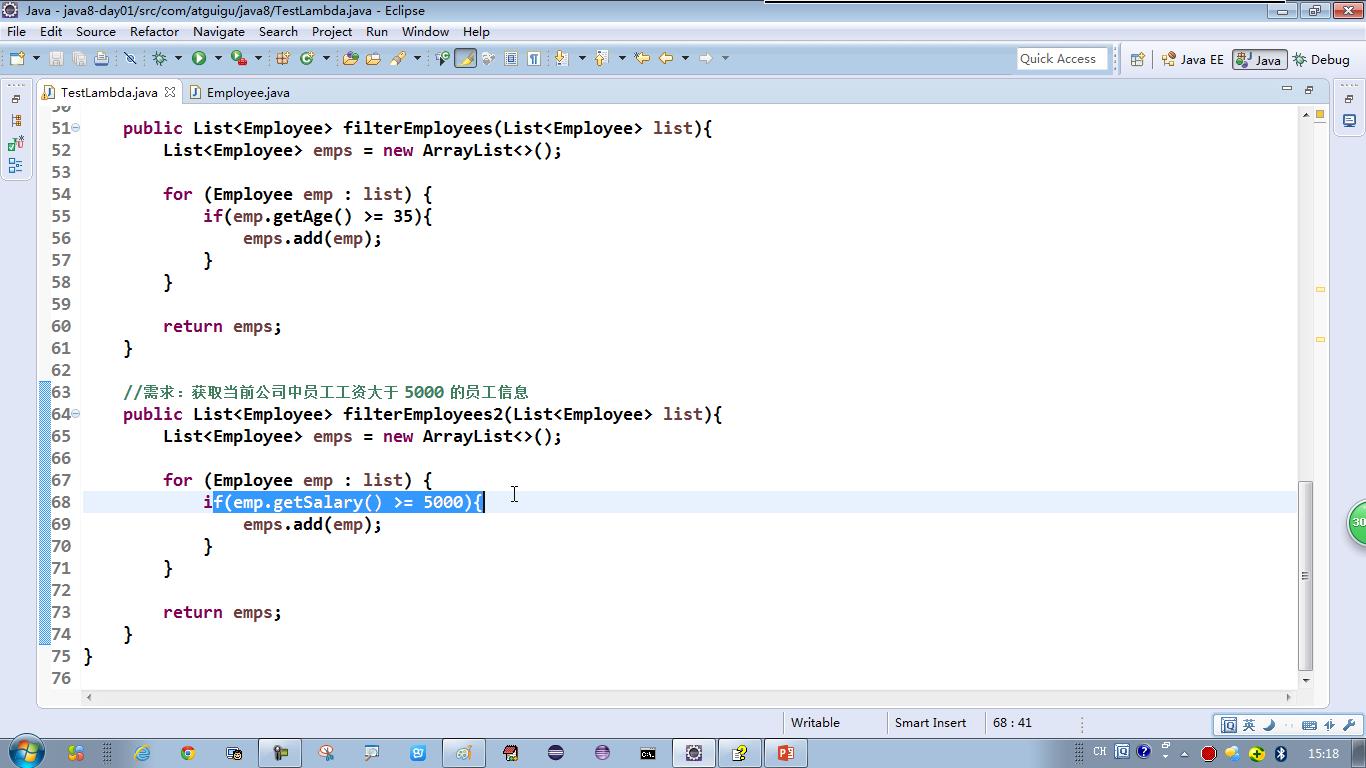 Java - java8-day01/src/com/atguigu/java8/TestLambda.java - Eclipse
File Edit Source Refactor Navigate Search Project Run Window Help
Quick Access Java EE Java Debug
TestLambda.java Employee.java
50
51 public List<Employee> filterEmployees(List<Employee> list){
52 List<Employee> emps = new ArrayList<>();
53
54 for (Employee emp : list) {
55 if(emp.getAge() >= 35){
56 emps.add(emp);
57 }
58 }
59
60 return emps;
61 }
62
63 //需求：获取当前公司中员工工资大于 5000 的员工信息
64 public List<Employee> filterEmployees2(List<Employee> list){
65 List<Employee> emps = new ArrayList<>();
66
67 for (Employee emp : list) {
68 if(emp.getSalary() >= 5000){
69 emps.add(emp);
70 }
71 }
72
73 return emps;
74 }
75 }
76
30
Writable Smart Insert 68 : 41
英
CH 15:18